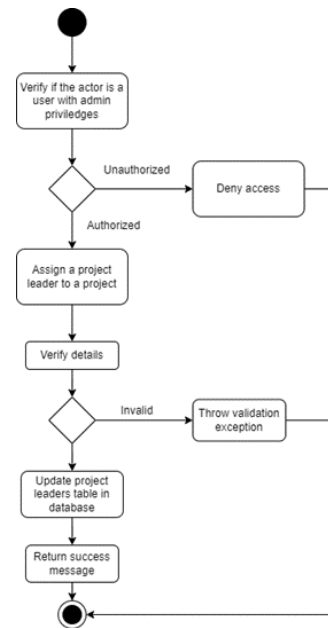 Verify if the actor is a
user with admin
priviledges
Unauthorized
Deny access
Authorized
Assign a project
leader to a project
Verify details
Invalid
Throw validation
exception
Update project
leaders table in
database
Return success
message